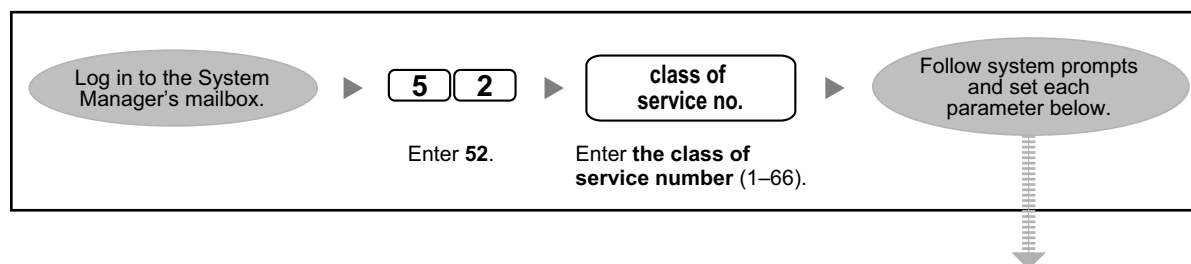 Log in to the System
Manager's mailbox.
5 2
class of
service no.
Follow system prompts
and set each
parameter below.
Enter 52.
Enter the class of
service number (1–66).